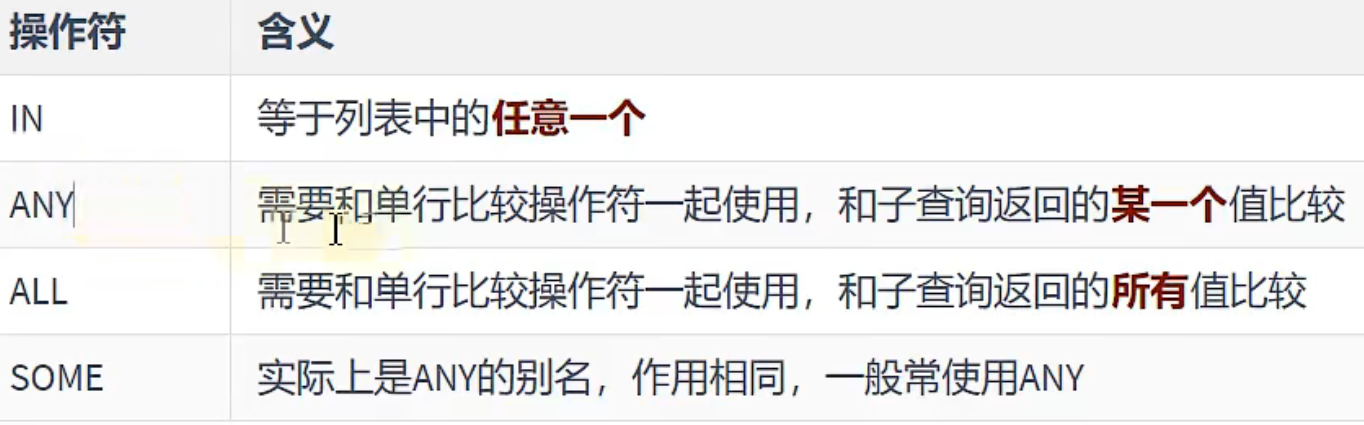 操作符 含义
IN 等于列表中的任意一个
ANY 需要和单行比较操作符一起使用，和子查询返回的某一个值比较
ALL 需要和单行比较操作符一起使用，和子查询返回的所有值比较
SOME 实际上是ANY的别名，作用相同，一般常使用ANY